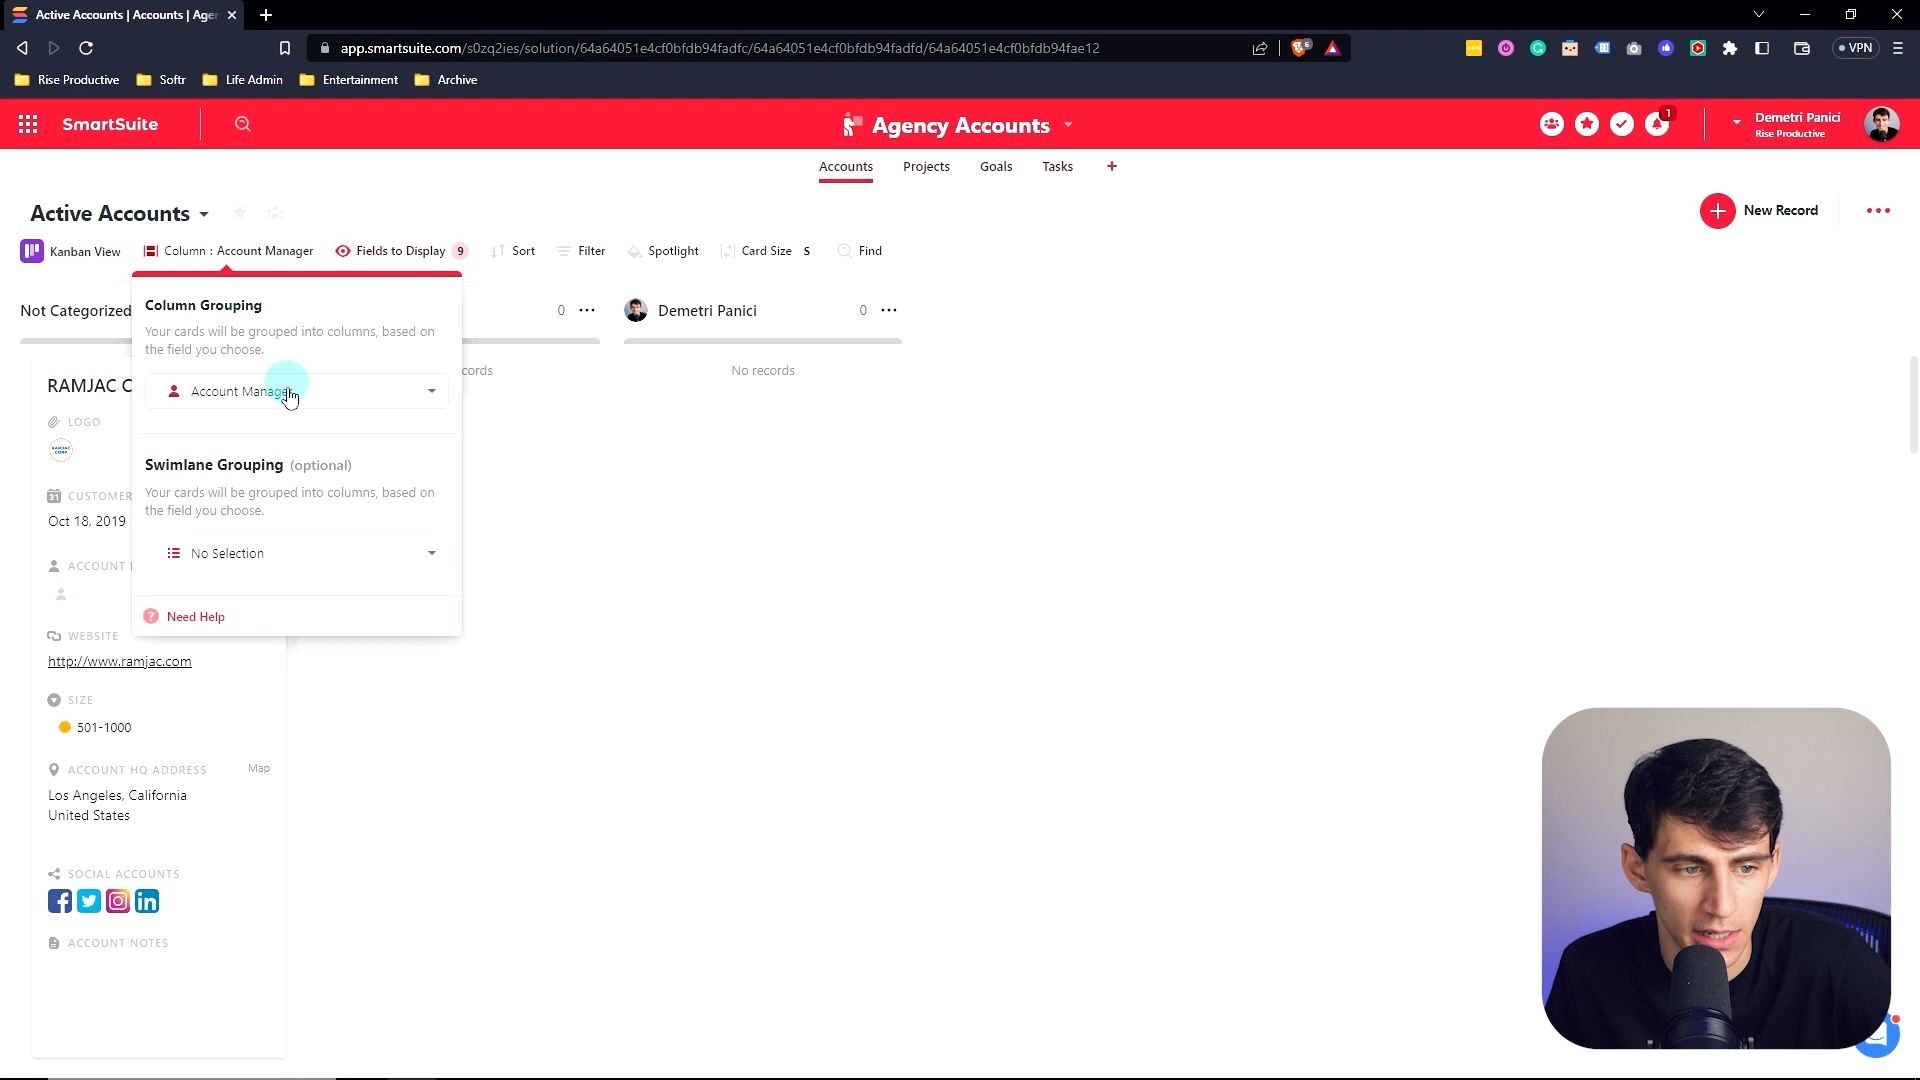 Active Accounts | Accounts | Age
app.smartsuite.com/s0zq2ies/solution/64a64051e4cf0bfdb94fadfc/64a64051e4cf0bfdb94fadfd/64a64051e4cf0bfdb94fae12
6
VPN
Rise Productive
Softr
Life Admin
Entertainment
Archive
SmartSuite
Agency Accounts
1
Demetri Panici
Rise Productive
Accounts
Projects
Goals
Tasks
Active Accounts
New Record
Kanban View
Column : Account Manager
Fields to Display 9
Sort
Filter
Spotlight
Card Size S
Find
Not Categorized
0
Demetri Panici
0
cords
No records
Column Grouping
Your cards will be grouped into columns, based on
the field you choose.
Account Manager
Swimlane Grouping (optional)
Your cards will be grouped into columns, based on
the field you choose.
No Selection
? Need Help
RAMJAC C
LOGO
RAMJAC
CORP
31 CUSTOMER
Oct 18, 2019
ACCOUNT
WEBSITE
http://www.ramjac.com
SIZE
501-1000
ACCOUNT HQ ADDRESS
Map
Los Angeles, California
United States
SOCIAL ACCOUNTS
ACCOUNT NOTES